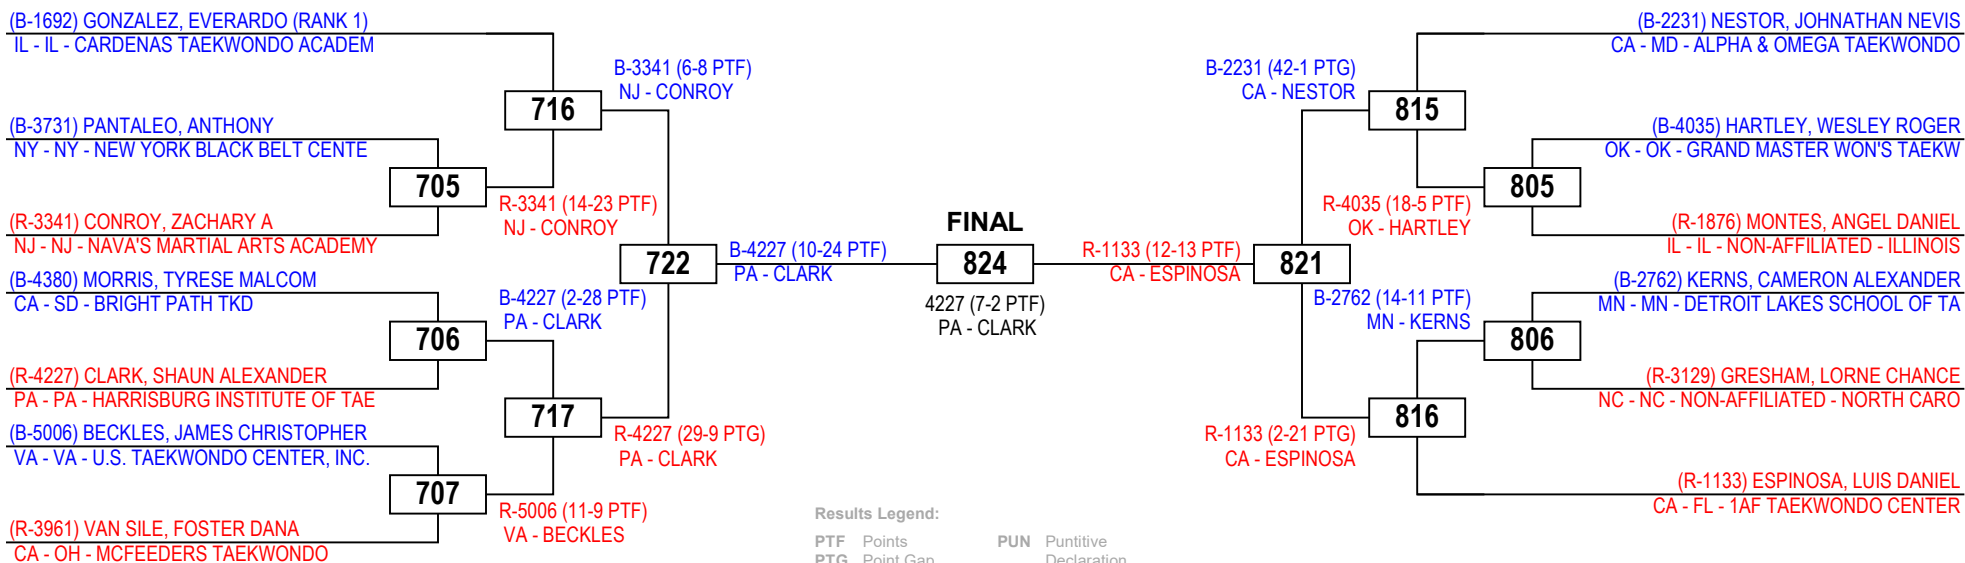 (B-1692) GONZALEZ, EVERARDO (RANK 1)
IL - IL - CARDENAS TAEKWONDO ACADEM
B-3341 (6-8 PTF)
NJ - CONROY
716
(B-3731) PANTALEO, ANTHONY
NY - NY - NEW YORK BLACK BELT CENTE
705
(R-3341) CONROY, ZACHARY A
NJ - NJ - NAVA'S MARTIAL ARTS ACADEMY
R-3341 (14-23 PTF)
NJ - CONROY
722
B-4227 (10-24 PTF)
PA - CLARK
(B-4380) MORRIS, TYRESE MALCOM
CA - SD - BRIGHT PATH TKD
B-4227 (2-28 PTF)
PA - CLARK
706
(R-4227) CLARK, SHAUN ALEXANDER
PA - PA - HARRISBURG INSTITUTE OF TAE
717
R-4227 (29-9 PTG)
PA - CLARK
(B-5006) BECKLES, JAMES CHRISTOPHER
VA - VA - U.S. TAEKWONDO CENTER, INC.
707
R-5006 (11-9 PTF)
VA - BECKLES
(R-3961) VAN SILE, FOSTER DANA
CA - OH - MCFEEDERS TAEKWONDO
FINAL
824
4227 (7-2 PTF)
PA - CLARK
(B-2231) NESTOR, JOHNATHAN NEVIS
CA - MD - ALPHA & OMEGA TAEKWONDO
B-2231 (42-1 PTG)
CA - NESTOR
815
(B-4035) HARTLEY, WESLEY ROGER
OK - OK - GRAND MASTER WON'S TAEKW
805
R-4035 (18-5 PTF)
OK - HARTLEY
(R-1876) MONTES, ANGEL DANIEL
IL - IL - NON-AFFILIATED - ILLINOIS
R-1133 (12-13 PTF)
CA - ESPINOSA
821
(B-2762) KERNS, CAMERON ALEXANDER
MN - MN - DETROIT LAKES SCHOOL OF TA
B-2762 (14-11 PTF)
MN - KERNS
806
(R-3129) GRESHAM, LORNE CHANCE
NC - NC - NON-AFFILIATED - NORTH CARO
816
R-1133 (2-21 PTG)
CA - ESPINOSA
(R-1133) ESPINOSA, LUIS DANIEL
CA - FL - 1AF TAEKWONDO CENTER
Results Legend:
PTF Points PUN Puntitive
PTG Point Gap Declaration